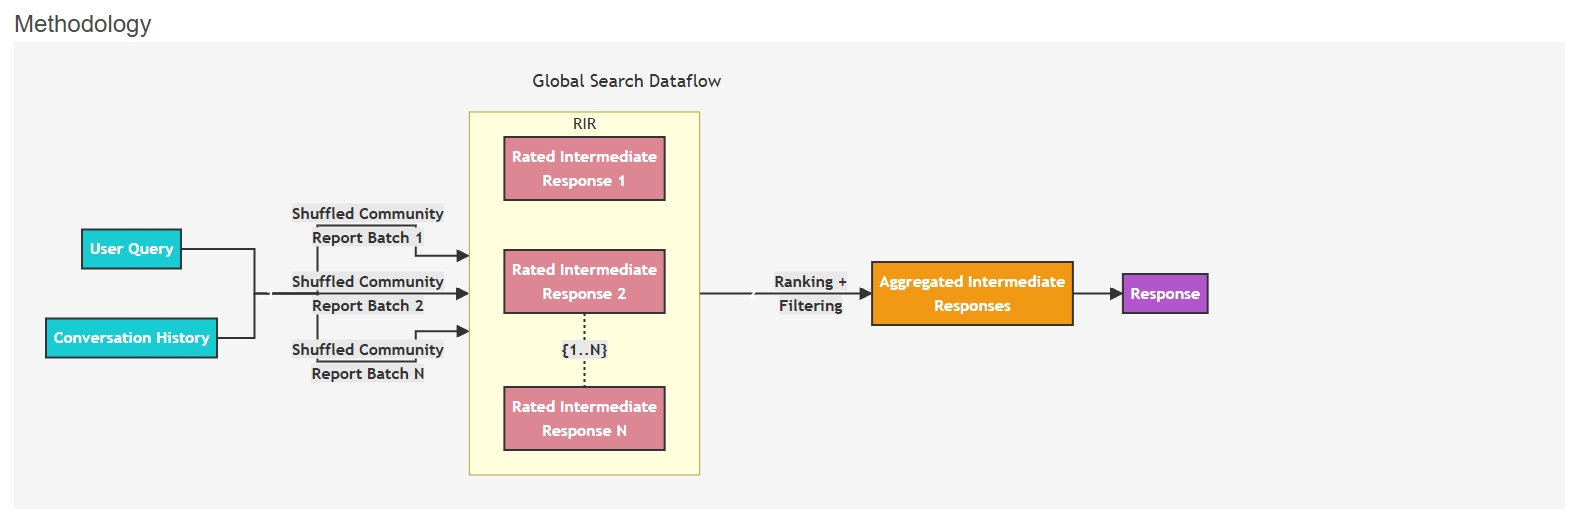 Methodology
Global Search Dataflow
User Query
Conversation History
1
Shuffled Community
Report Batch 1
Shuffled Community
Report Batch 2
Shuffled Community
Report Batch N
RIR
Rated Intermediate
Response 1
Rated Intermediate
Response 2
{1..N}
Rated Intermediate
Response N
2
Ranking +
Filtering
Aggregated Intermediate
Responses
Response